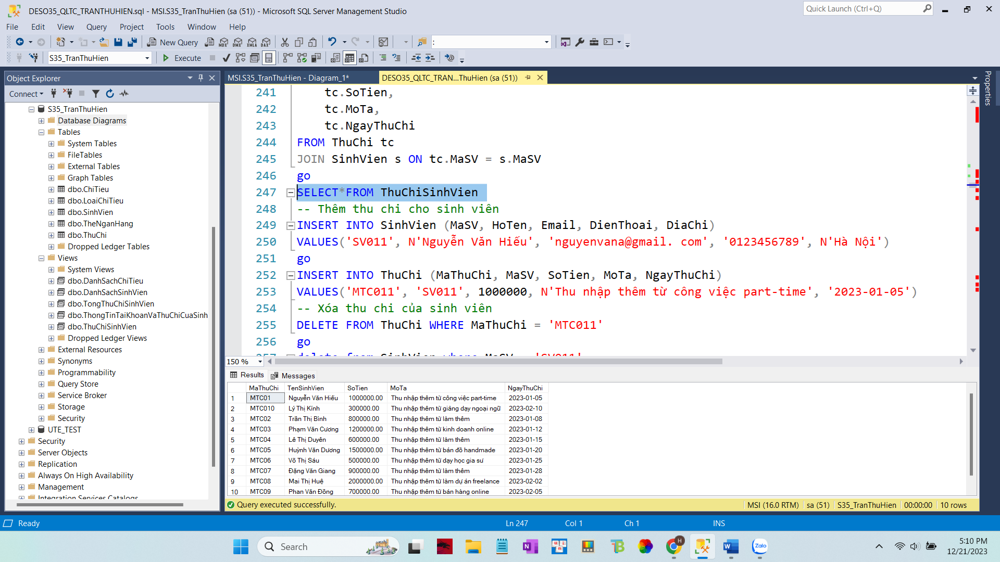 DESO35_QLTC_TRANTHUHIEN.sql - MSI.S35_TranThuHien (sa (51)) - Microsoft SQL Server Management Studio
Quick Launch (Ctrl+Q)
File Edit View Query Project Tools Window Help
New Query
MDX DMX XMLA DAX
:
S35_TranThuHien
Execute
Object Explorer
Connect
S35_TranThuHien
Database Diagrams
Tables
System Tables
FileTables
External Tables
Graph Tables
dbo.ChiTieu
dbo.LoaiChiTieu
dbo.SinhVien
dbo.TheNganHang
dbo.ThuChi
Dropped Ledger Tables
Views
System Views
dbo.DanhSachChiTieu
dbo.DanhSachSinhVien
dbo.TongThuChiSinhVien
dbo.ThongTinTaiKhoanVaThuChiCuaSinh
dbo.ThuChiSinhVien
Dropped Ledger Views
External Resources
Synonyms
Programmability
Query Store
Service Broker
Storage
Security
UTE_TEST
Security
Server Objects
Replication
Always On High Availability
Management
Integration Services Catalogs
MSI.S35_TranThuHien - Diagram_1*
DESO35_QLTC_TRAN...ThuHien (sa (51))
Properties
241 tc.SoTien,
242 tc.MoTa,
243 tc.NgayThuChi
244 FROM ThuChi tc
245 JOIN SinhVien s ON tc.MaSV = s.MaSV
246 go
247 SELECT*FROM ThuChiSinhVien
248 -- Thêm thu chi cho sinh viên
249 INSERT INTO SinhVien (MaSV, HoTen, Email, DienThoai, DiaChi)
250 VALUES('SV011', N'Nguyễn Văn Hiếu', 'nguyenvana@gmail. com', '0123456789', N'Hà Nội')
251 go
252 INSERT INTO ThuChi (MaThuChi, MaSV, SoTien, MoTa, NgayThuChi)
253 VALUES('MTC011', 'SV011', 1000000, N'Thu nhập thêm từ công việc part-time', '2023-01-05')
254 -- Xóa thu chi của sinh viên
255 DELETE FROM ThuChi WHERE MaThuChi = 'MTC011'
256 go
257 delete from SinhVien where MaSV = 'SV011'
150 %
Results Messages
MaThuChi TenSinhVien SoTien MoTa NgayThuChi
1 MTC01 Nguyễn Văn Hiếu 1000000.00 Thu nhập thêm từ công việc part-time 2023-01-05
2 MTC010 Lý Thị Kính 300000.00 Thu nhập thêm từ giảng dạy ngoại ngữ 2023-02-10
3 MTC02 Trần Thị Bình 800000.00 Thu nhập thêm từ làm thêm 2023-01-08
4 MTC03 Phạm Văn Cương 1200000.00 Thu nhập thêm từ kinh doanh online 2023-01-12
5 MTC04 Lê Thị Duyên 600000.00 Thu nhập thêm từ làm thêm 2023-01-15
6 MTC05 Huỳnh Văn Dương 1500000.00 Thu nhập thêm từ bán đồ handmade 2023-01-20
7 MTC06 Võ Thị Sáu 500000.00 Thu nhập thêm từ dạy học gia sư 2023-01-25
8 MTC07 Đặng Văn Giang 900000.00 Thu nhập thêm từ làm thêm 2023-01-28
9 MTC08 Mai Thị Huệ 2000000.00 Thu nhập thêm từ làm dự án freelance 2023-02-02
10 MTC09 Phan Văn Đồng 700000.00 Thu nhập thêm từ bán hàng online 2023-02-05
Query executed successfully.
MSI (16.0 RTM) sa (51) S35_TranThuHien 00:00:00 10 rows
Ready
Ln 247 Col 1 Ch 1 INS
Search
H
Zalo
5:10 PM
12/21/2023